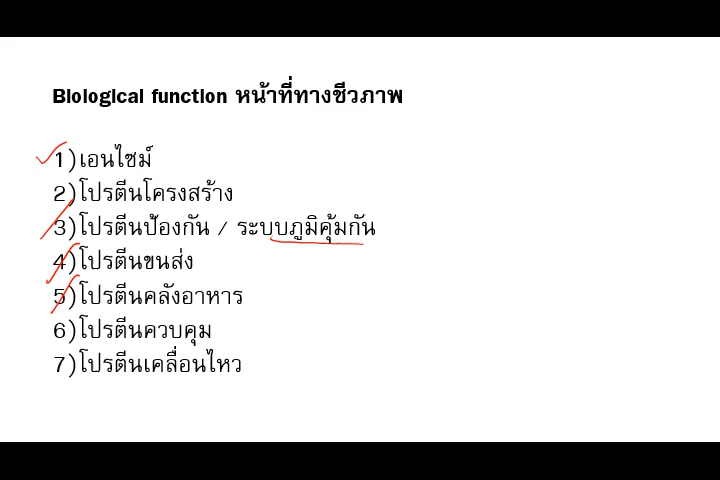 Biological function หน้าที่ทางชีวภาพ
1)เอนไซม์
2)โปรตีนโครงสร้าง
3)โปรตีนป้องกัน / ระบบภูมิคุ้มกัน
4)โปรตีนขนส่ง
5)โปรตีนคลังอาหาร
6)โปรตีนควบคุม
7)โปรตีนเคลื่อนไหว